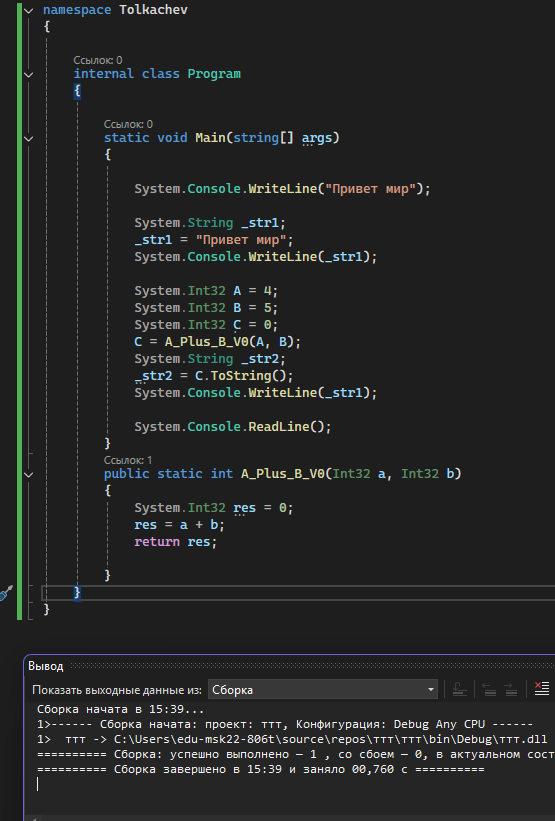 namespace Tolkachev
{
Ссылок: 0
internal class Program
{
Ссылок: 0
static void Main(string[] args)
{
System.Console.WriteLine("Привет мир");
System.String _str1;
_str1 = "Привет мир";
System.Console.WriteLine(_str1);
System.Int32 A = 4;
System.Int32 B = 5;
System.Int32 C = 0;
C = A_Plus_B_V0(A, B);
System.String _str2;
_str2 = C.ToString();
System.Console.WriteLine(_str1);
System.Console.ReadLine();
}
Ссылок: 1
public static int A_Plus_B_V0(Int32 a, Int32 b)
{
System.Int32 res = 0;
res = a + b;
return res;
}
}
}
Вывод
Показать выходные данные из: Сборка
Сборка начата в 15:39...
1>------ Сборка начата: проект: ттт, Конфигурация: Debug Any CPU ------
1> ттт -> C:\Users\edu-msk22-806t\source\repos\ттт\ттт\bin\Debug\ттт.dll
========== Сборка: успешно выполнено — 1 , со сбоем — 0, в актуальном сост
========== Сборка завершено в 15:39 и заняло 00,760 с ==========